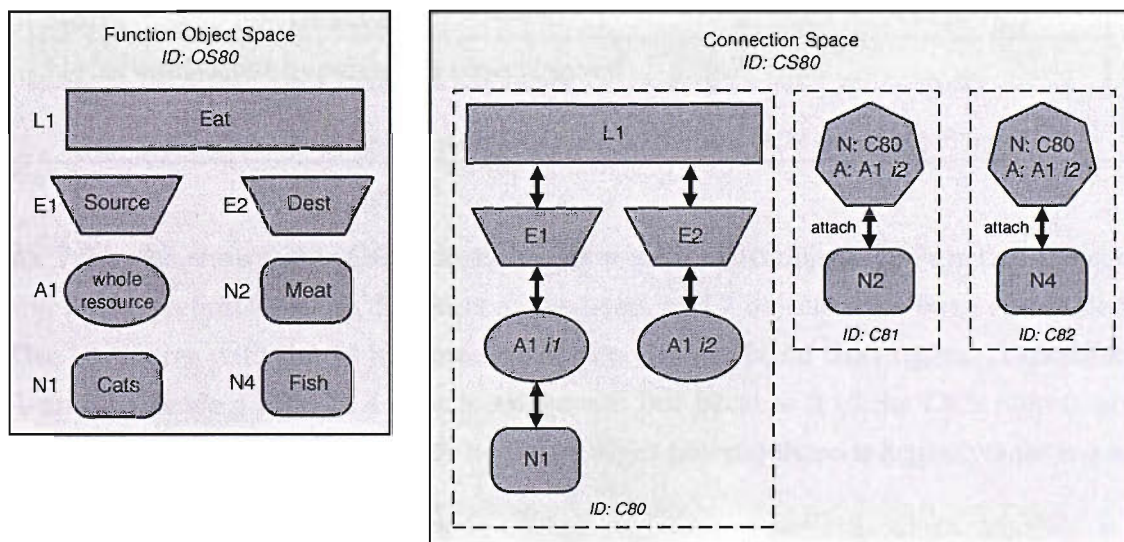 Function Object Space
ID: OS80
L1 Eat
E1 Source E2 Dest
A1 whole resource N2 Meat
N1 Cats N4 Fish
Connection Space
ID: CS80
L1
E1 E2
A1 i1 A1 i2
N1
ID: C80
N: C80
A: A1 i2
attach
N2
ID: C81
N: C80
A: A1 i2
attach
N4
ID: C82